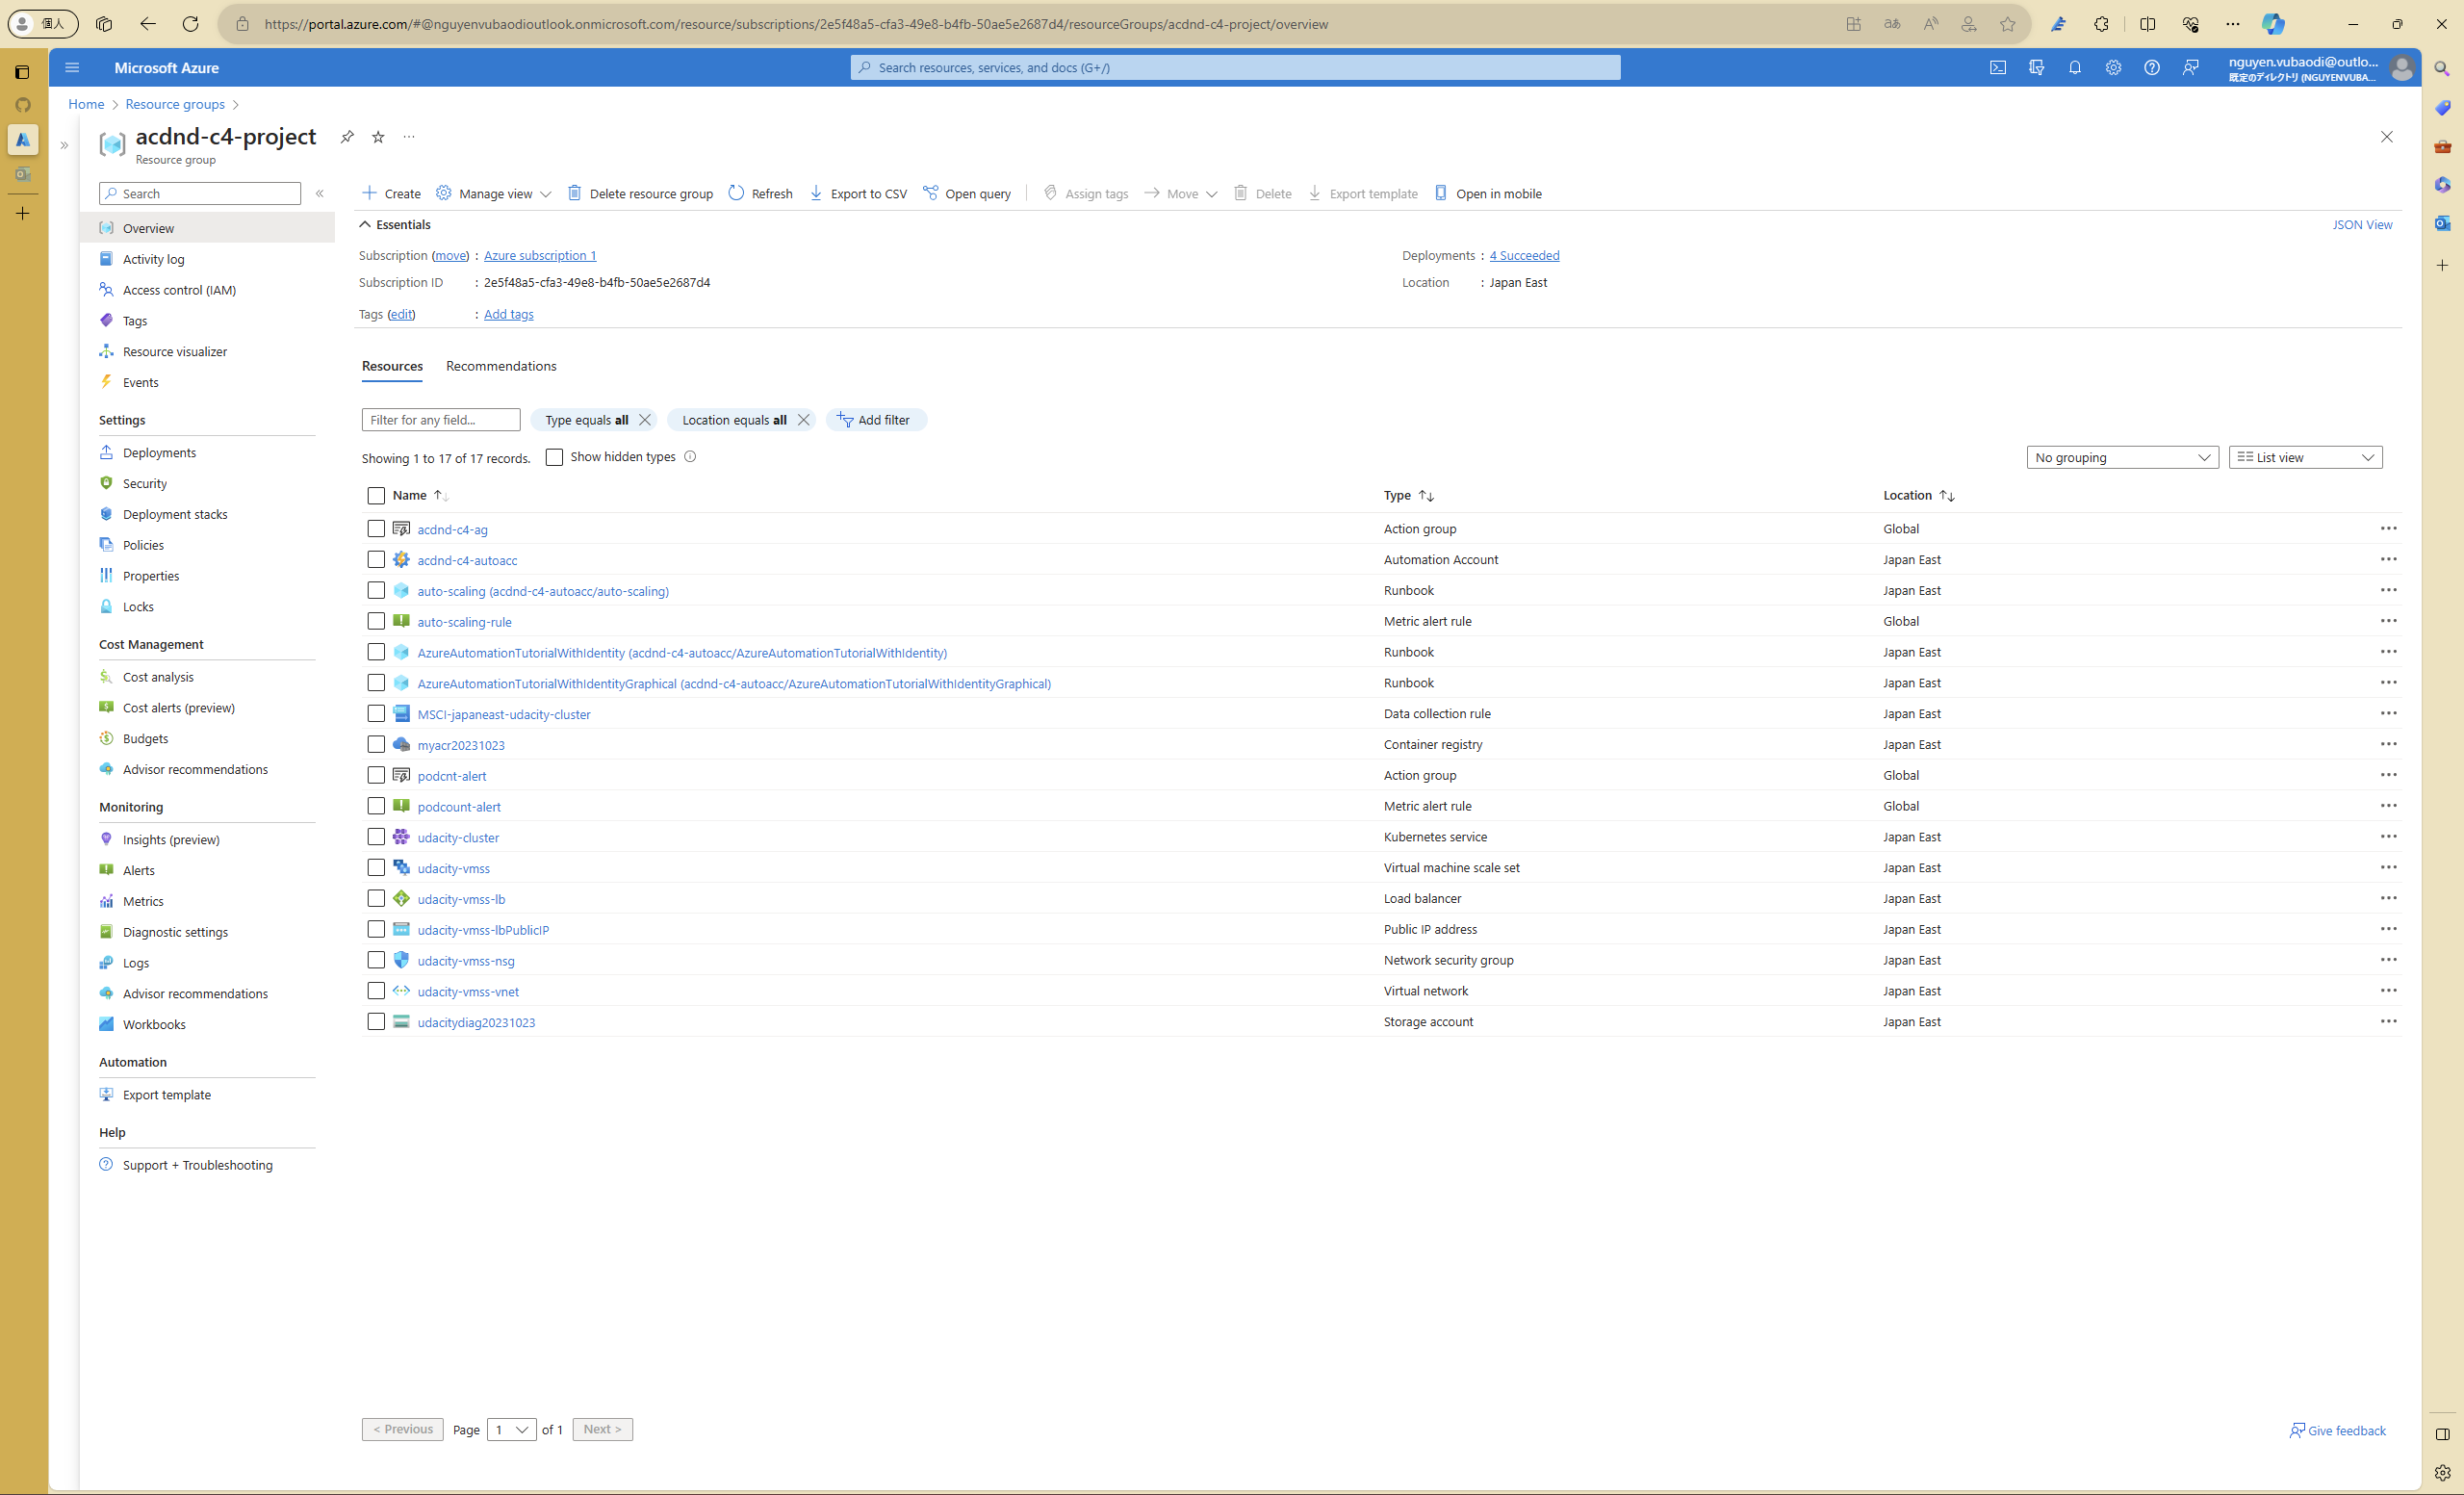 個人
https://portal.azure.com/#@nguyenvubaodioutlook.onmicrosoft.com/resource/subscriptions/2e5f48a5-cfa3-49e8-b4fb-50ae5e2687d4/resourceGroups/acdnd-c4-project/overview
Microsoft Azure
Search resources, services, and docs (G+/)
nguyen.vubaodi@outlo...
既定のディレクトリ (NGUYENVUBA...
Home > Resource groups >
acdnd-c4-project
Resource group
Search
Create Manage view Delete resource group Refresh Export to CSV Open query Assign tags Move Delete Export template Open in mobile
Overview
Activity log
Access control (IAM)
Tags
Resource visualizer
Events
Settings
Deployments
Security
Deployment stacks
Policies
Properties
Locks
Cost Management
Cost analysis
Cost alerts (preview)
Budgets
Advisor recommendations
Monitoring
Insights (preview)
Alerts
Metrics
Diagnostic settings
Logs
Advisor recommendations
Workbooks
Automation
Export template
Help
Support + Troubleshooting
Essentials
JSON View
Subscription (move) : Azure subscription 1
Subscription ID : 2e5f48a5-cfa3-49e8-b4fb-50ae5e2687d4
Tags (edit) : Add tags
Deployments : 4 Succeeded
Location : Japan East
Resources Recommendations
Filter for any field... Type equals all Location equals all Add filter
Showing 1 to 17 of 17 records. Show hidden types No grouping List view
Name Type Location
acdnd-c4-ag Action group Global
acdnd-c4-autoacc Automation Account Japan East
auto-scaling (acdnd-c4-autoacc/auto-scaling) Runbook Japan East
auto-scaling-rule Metric alert rule Global
AzureAutomationTutorialWithIdentity (acdnd-c4-autoacc/AzureAutomationTutorialWithIdentity) Runbook Japan East
AzureAutomationTutorialWithIdentityGraphical (acdnd-c4-autoacc/AzureAutomationTutorialWithIdentityGraphical) Runbook Japan East
MSCI-japaneast-udacity-cluster Data collection rule Japan East
myacr20231023 Container registry Japan East
podcnt-alert Action group Global
podcount-alert Metric alert rule Global
udacity-cluster Kubernetes service Japan East
udacity-vmss Virtual machine scale set Japan East
udacity-vmss-lb Load balancer Japan East
udacity-vmss-lbPublicIP Public IP address Japan East
udacity-vmss-nsg Network security group Japan East
udacity-vmss-vnet Virtual network Japan East
udacitydiag20231023 Storage account Japan East
< Previous Page 1 of 1 Next >
Give feedback